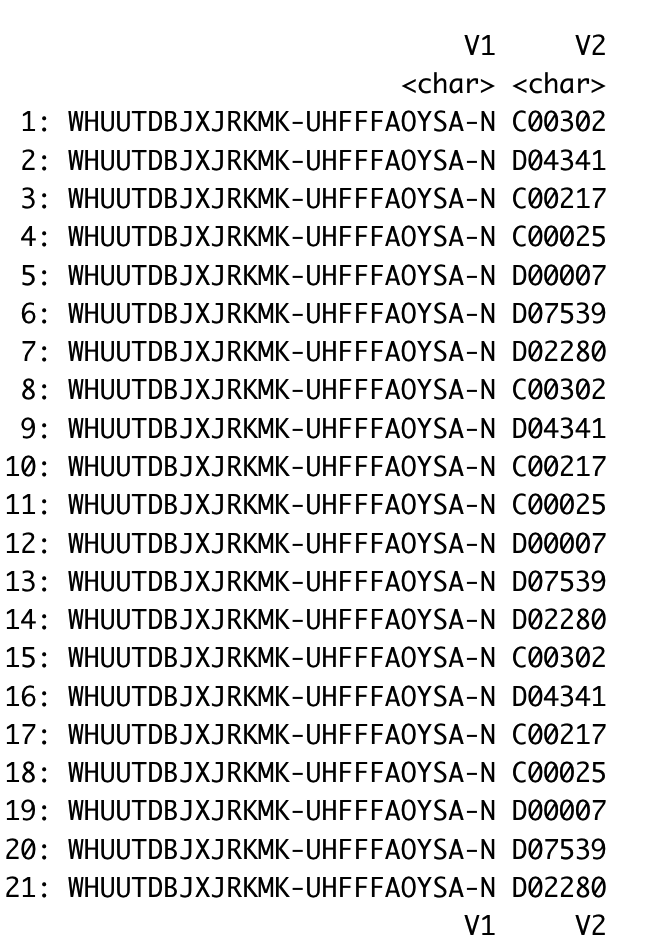 V1 V2
<char> <char>
1: WHUUTDBJXJRKMK-UHFFFAOYSA-N C00302
2: WHUUTDBJXJRKMK-UHFFFAOYSA-N D04341
3: WHUUTDBJXJRKMK-UHFFFAOYSA-N C00217
4: WHUUTDBJXJRKMK-UHFFFAOYSA-N C00025
5: WHUUTDBJXJRKMK-UHFFFAOYSA-N D00007
6: WHUUTDBJXJRKMK-UHFFFAOYSA-N D07539
7: WHUUTDBJXJRKMK-UHFFFAOYSA-N D02280
8: WHUUTDBJXJRKMK-UHFFFAOYSA-N C00302
9: WHUUTDBJXJRKMK-UHFFFAOYSA-N D04341
10: WHUUTDBJXJRKMK-UHFFFAOYSA-N C00217
11: WHUUTDBJXJRKMK-UHFFFAOYSA-N C00025
12: WHUUTDBJXJRKMK-UHFFFAOYSA-N D00007
13: WHUUTDBJXJRKMK-UHFFFAOYSA-N D07539
14: WHUUTDBJXJRKMK-UHFFFAOYSA-N D02280
15: WHUUTDBJXJRKMK-UHFFFAOYSA-N C00302
16: WHUUTDBJXJRKMK-UHFFFAOYSA-N D04341
17: WHUUTDBJXJRKMK-UHFFFAOYSA-N C00217
18: WHUUTDBJXJRKMK-UHFFFAOYSA-N C00025
19: WHUUTDBJXJRKMK-UHFFFAOYSA-N D00007
20: WHUUTDBJXJRKMK-UHFFFAOYSA-N D07539
21: WHUUTDBJXJRKMK-UHFFFAOYSA-N D02280
V1 V2